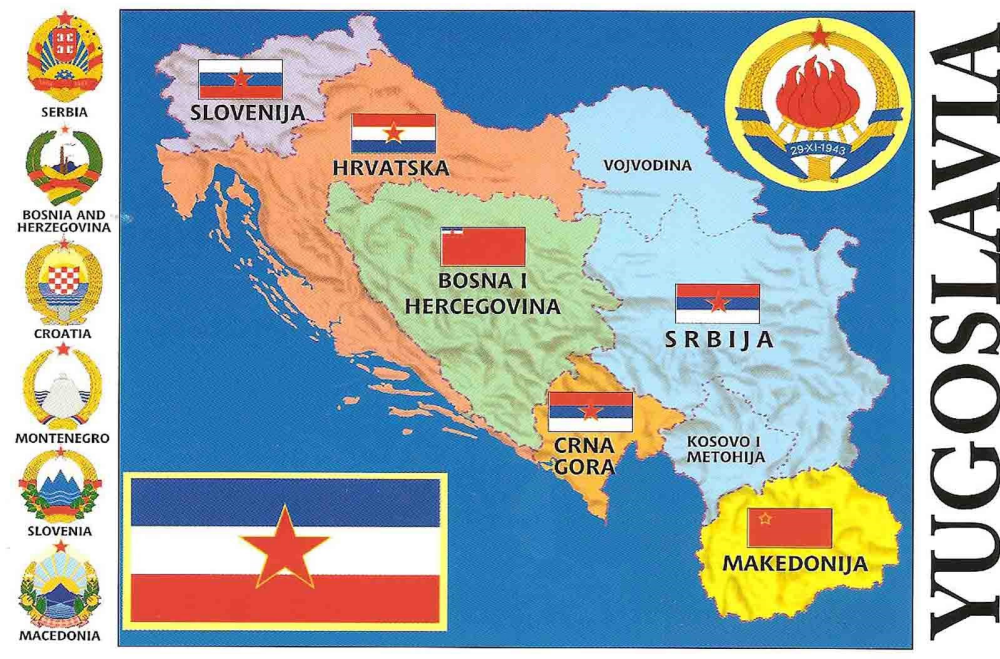 SERBIA
BOSNIA AND
HERZEGOVINA
CROATIA
MONTENEGRO
SLOVENIA
MACEDONIA
SLOVENIJA
HRVATSKA
VOJVODINA
29·XI·1943
BOSNA I
HERCEGOVINA
SRBIJA
CRNA
GORA
KOSOVO I
METOHIJA
MAKEDONIJA
YUGOSLAVIA